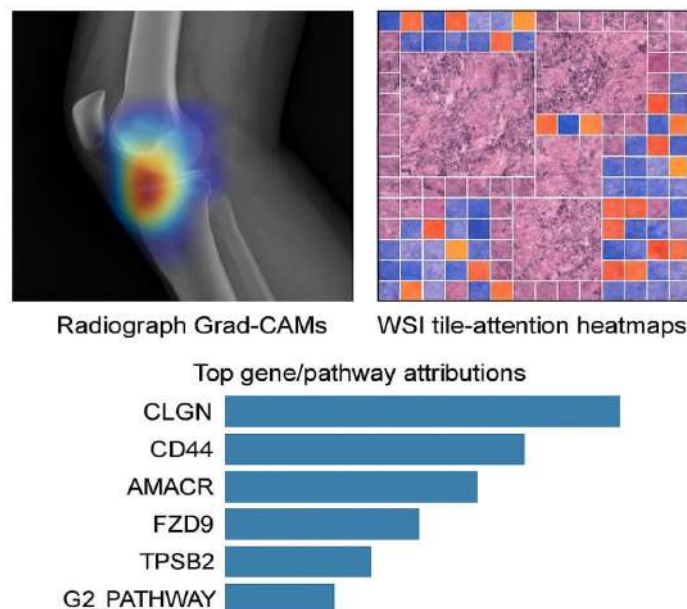 Radiograph Grad-CAMs
WSI tile-attention heatmaps
Top gene/pathway attributions
CLGN
CD44
AMACR
FZD9
TPSB2
G2 PATHWAY